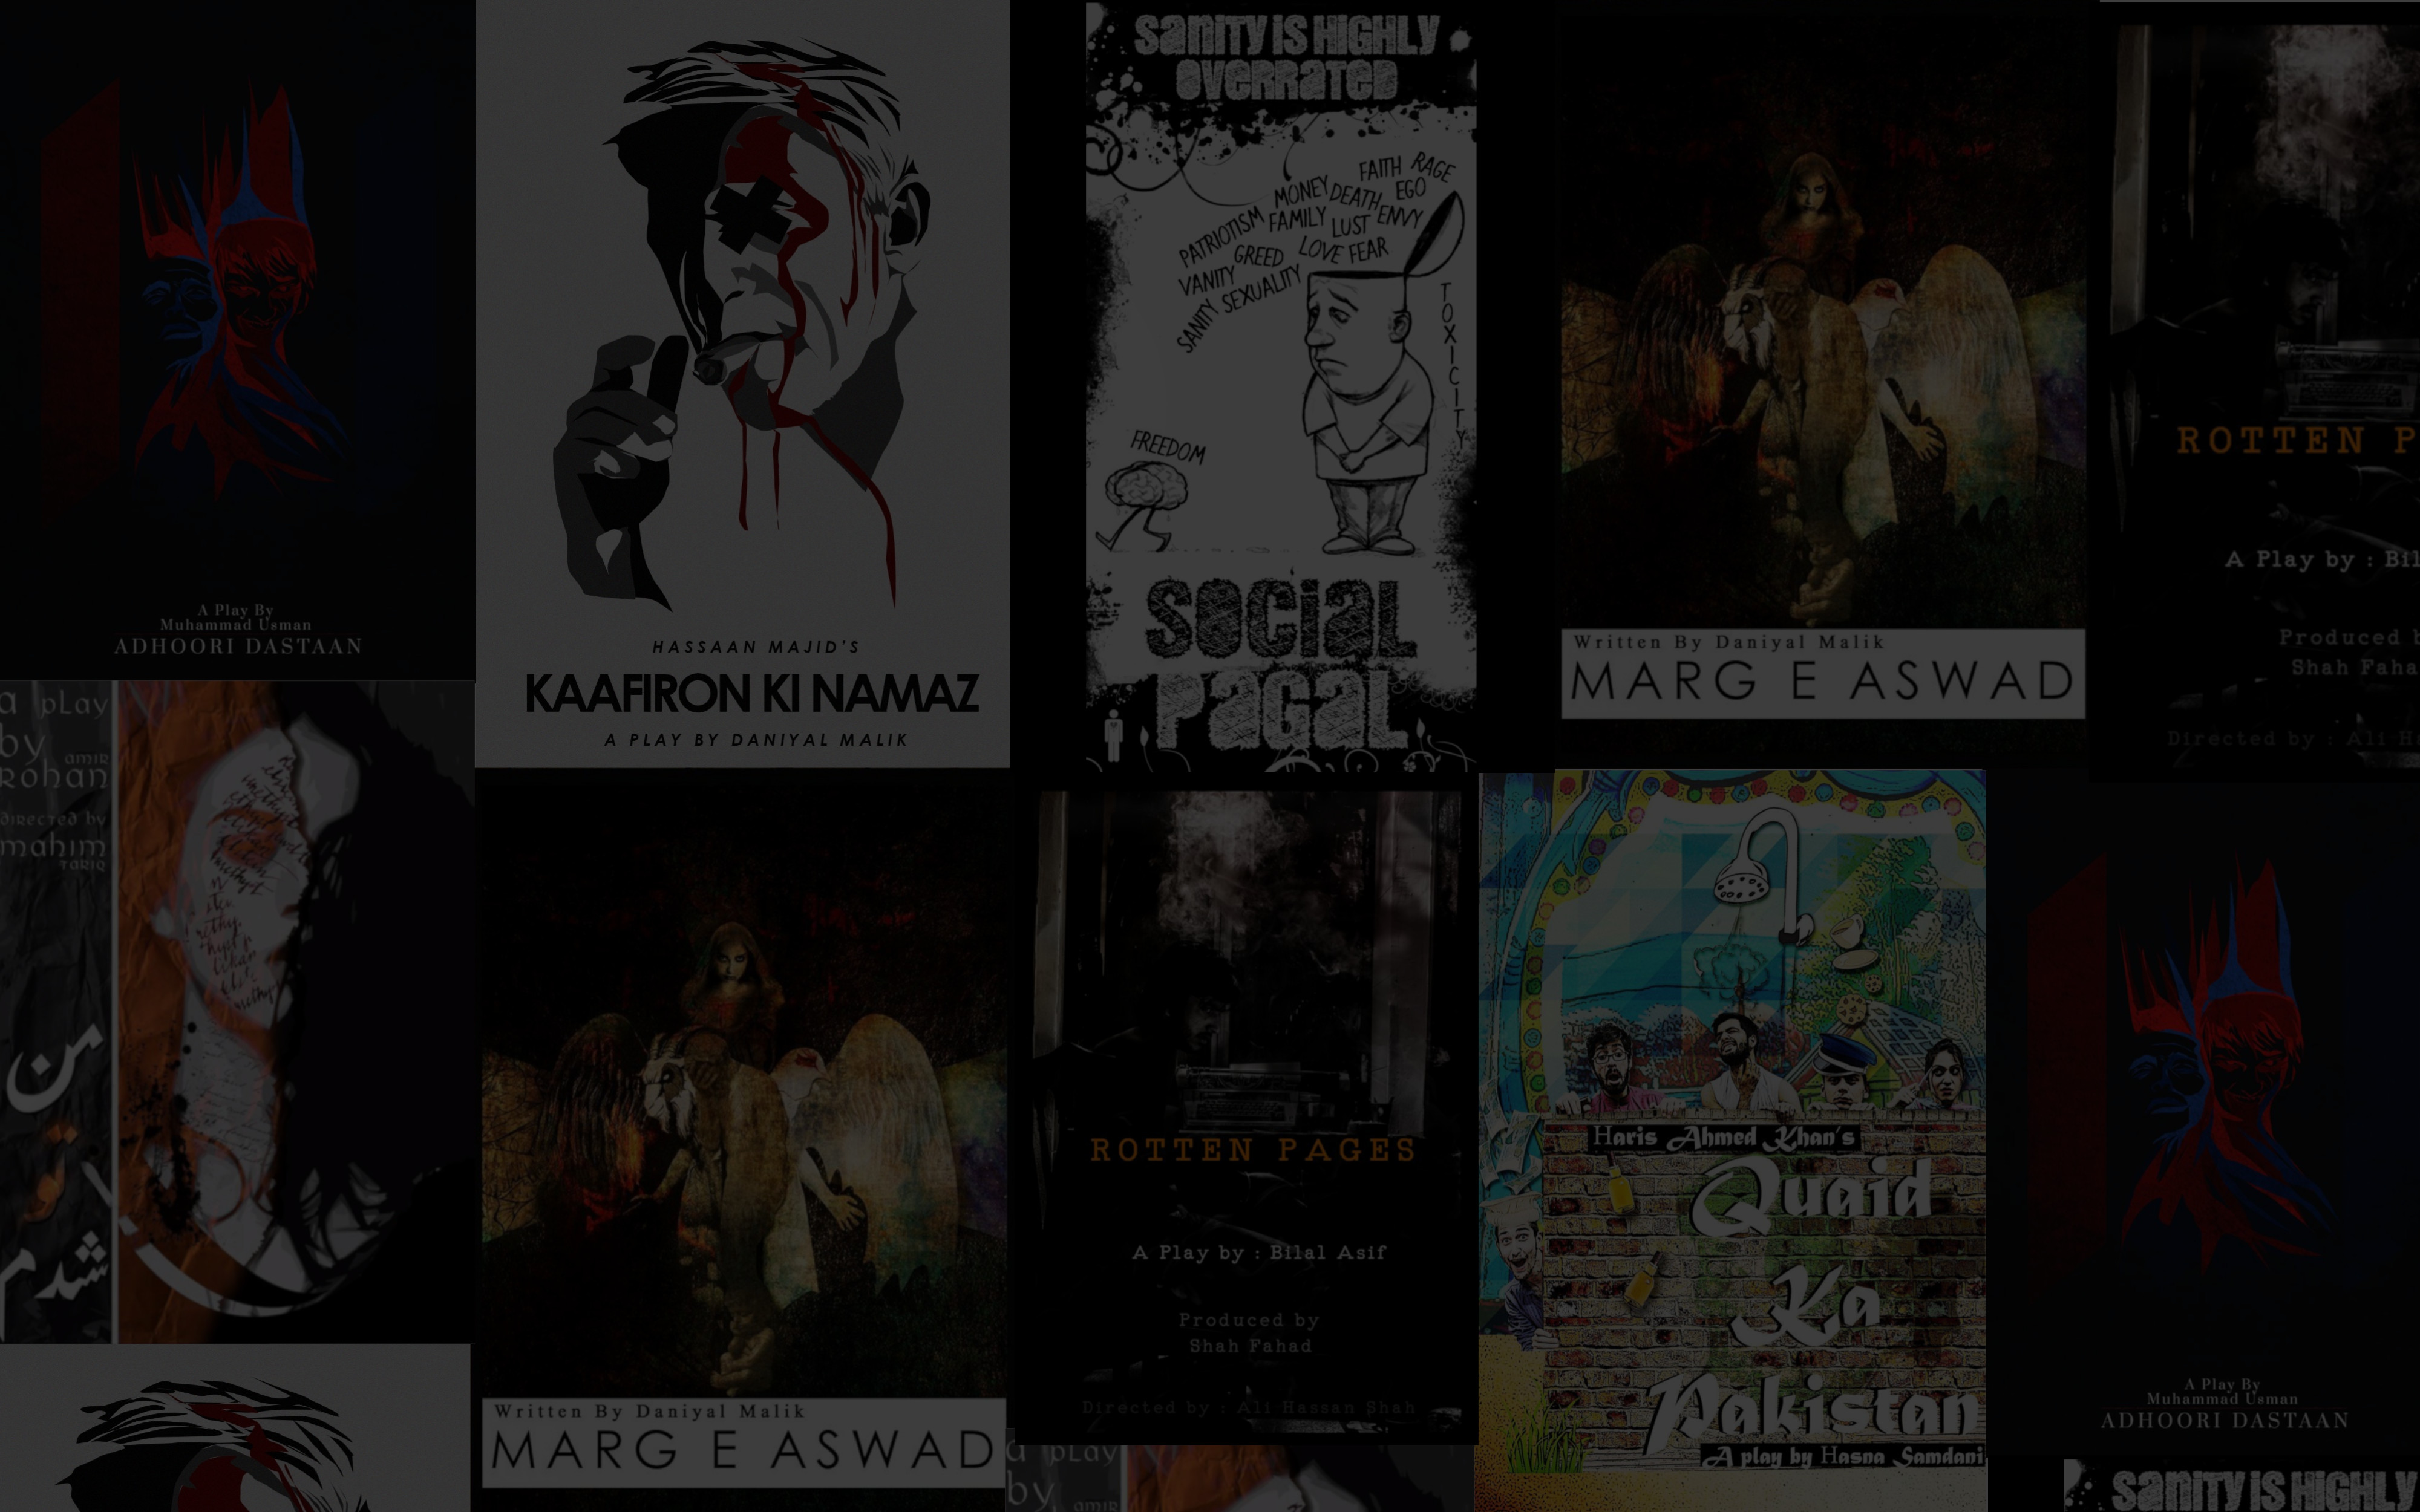 A Play By
Muhammad Usman
ADHOORI DASTAAN
HASSAAN MAJID'S
KAAFIRON KI NAMAZ
A PLAY BY DANIYAL MALIK
SANITY IS HIGHLY
OVERRATED
FAITH RAGE
MONEY DEATH EGO
PATRIOTISM FAMILY LUST ENVY
GREED LOVE FEAR
VANITY SEXUALITY
SANITY
TOXICITY
FREEDOM
SOCIAL
PAGAL
Written By Daniyal Malik
MARG E ASWAD
ROTTEN P
A Play by : Bil
Produced b
Shah Faha
Directed by : Ali H
a play
by amir
rohan
directed by
mahim
tariq
من
تو
شدم
Written By Daniyal Malik
MARG E ASWAD
ROTTEN PAGES
A Play by : Bilal Asif
Produced by
Shah Fahad
Directed by : Ali Hassan Shah
Haris Ahmed Khan's
Quaid
Ka
Pakistan
A play by Hasna Samdani
A Play By
Muhammad Usman
ADHOORI DASTAAN
a play
by amir
SANITY IS HIGHLY